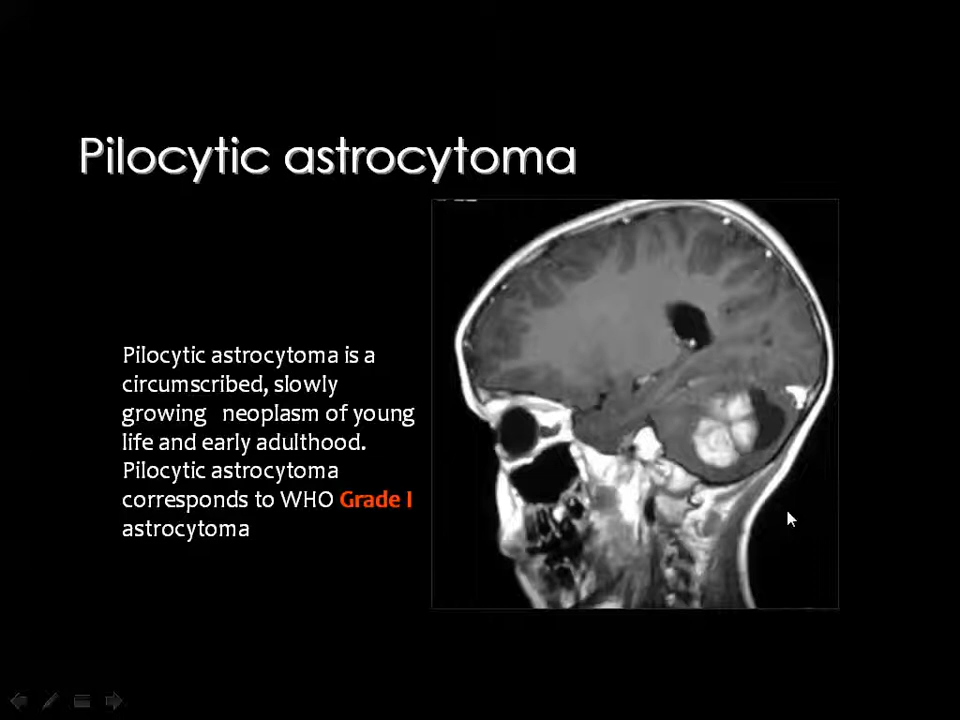 Pilocytic astrocytoma
Pilocytic astrocytoma is a
circumscribed, slowly
growing neoplasm of young
life and early adulthood.
Pilocytic astrocytoma
corresponds to WHO Grade I
astrocytoma